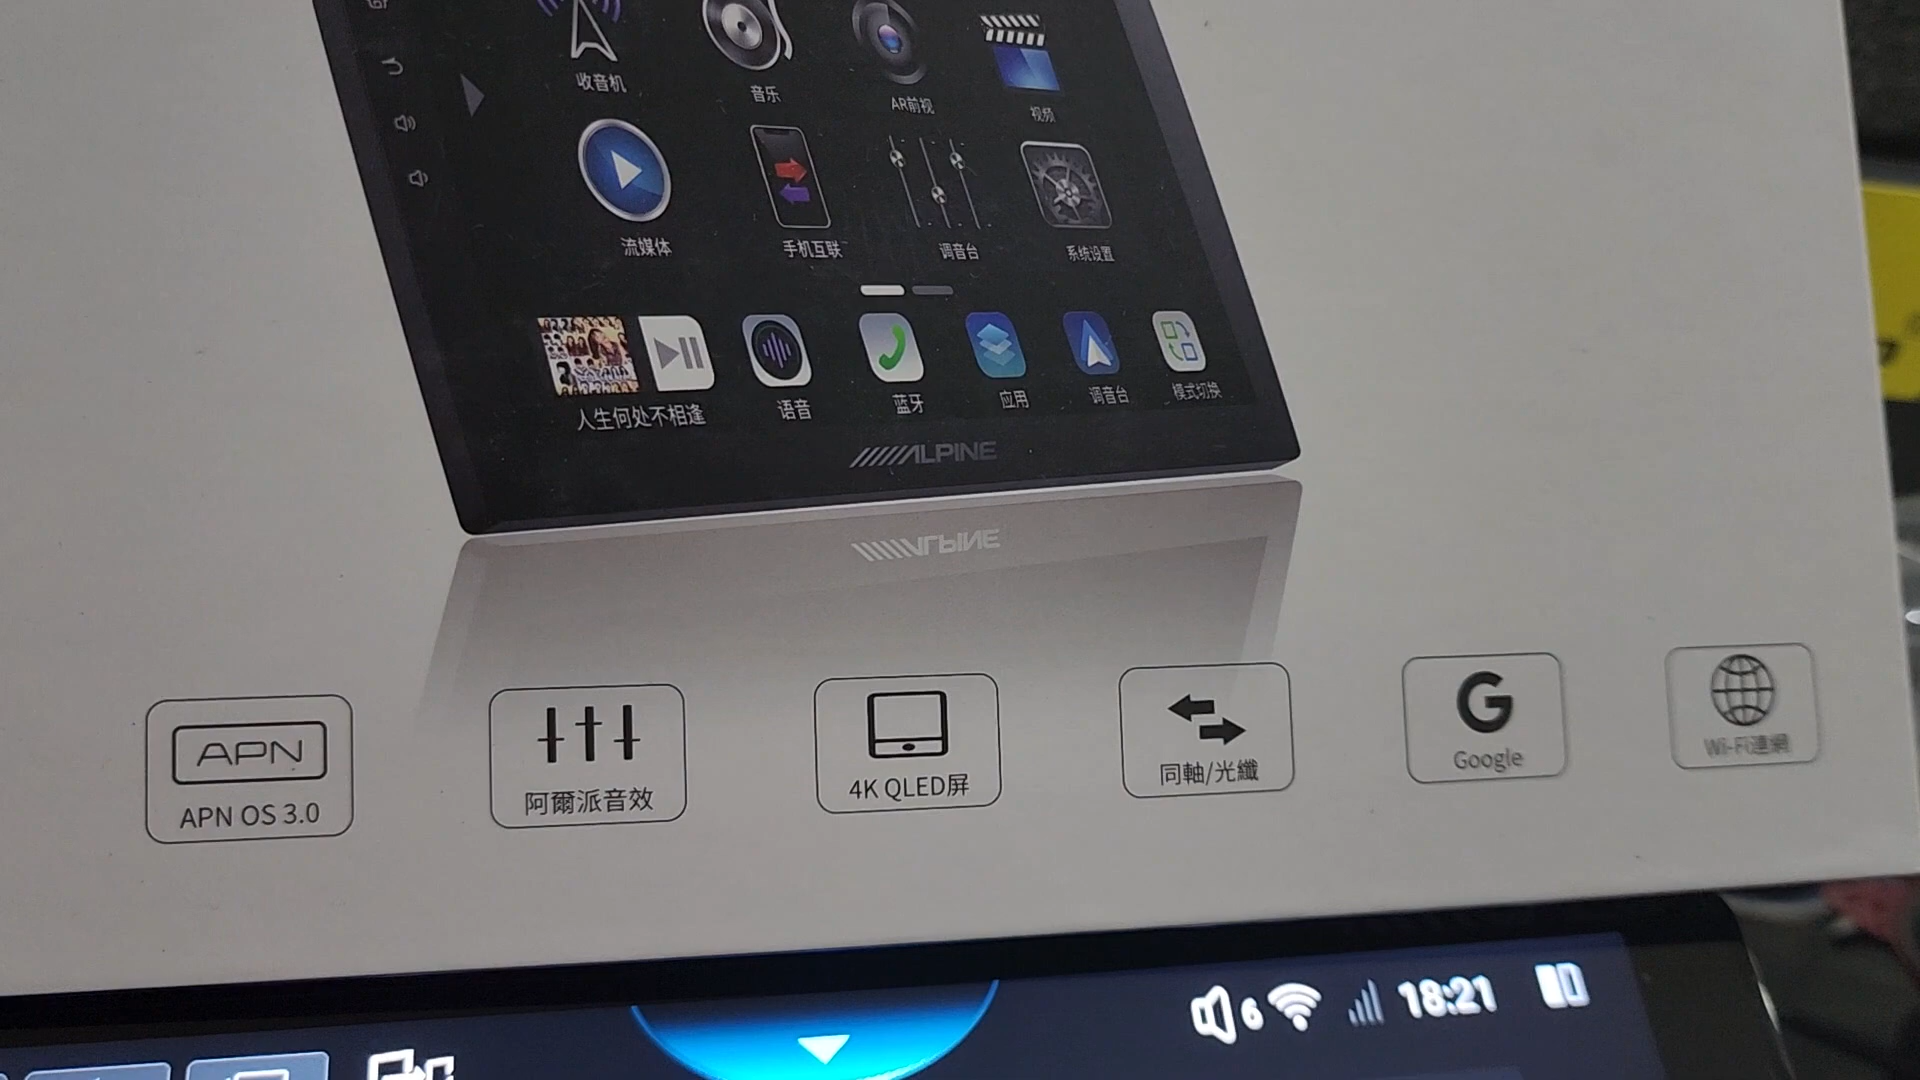 收音机
音乐
AR前视
视频
流媒体
手机互联
调音台
系统设置
人生何处不相逢
语音
蓝牙
应用
调音台
模式切换
ALPINE
APN
APN OS 3.0
阿爾派音效
4K QLED屏
同軸/光纖
G
Google
Wi-Fi連網
6
18:21